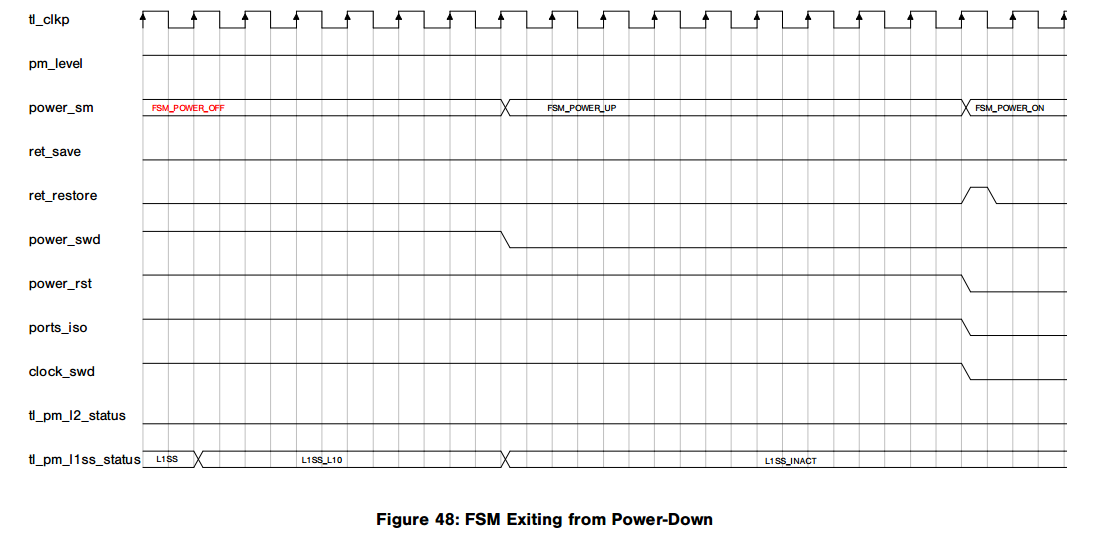 tl_clkp
pm_level
power_sm FSM_POWER_OFF FSM_POWER_UP FSM_POWER_ON
ret_save
ret_restore
power_swd
power_rst
ports_iso
clock_swd
tl_pm_l2_status
tl_pm_l1ss_status L1SS L1SS_L10 L1SS_INACT
Figure 48: FSM Exiting from Power-Down